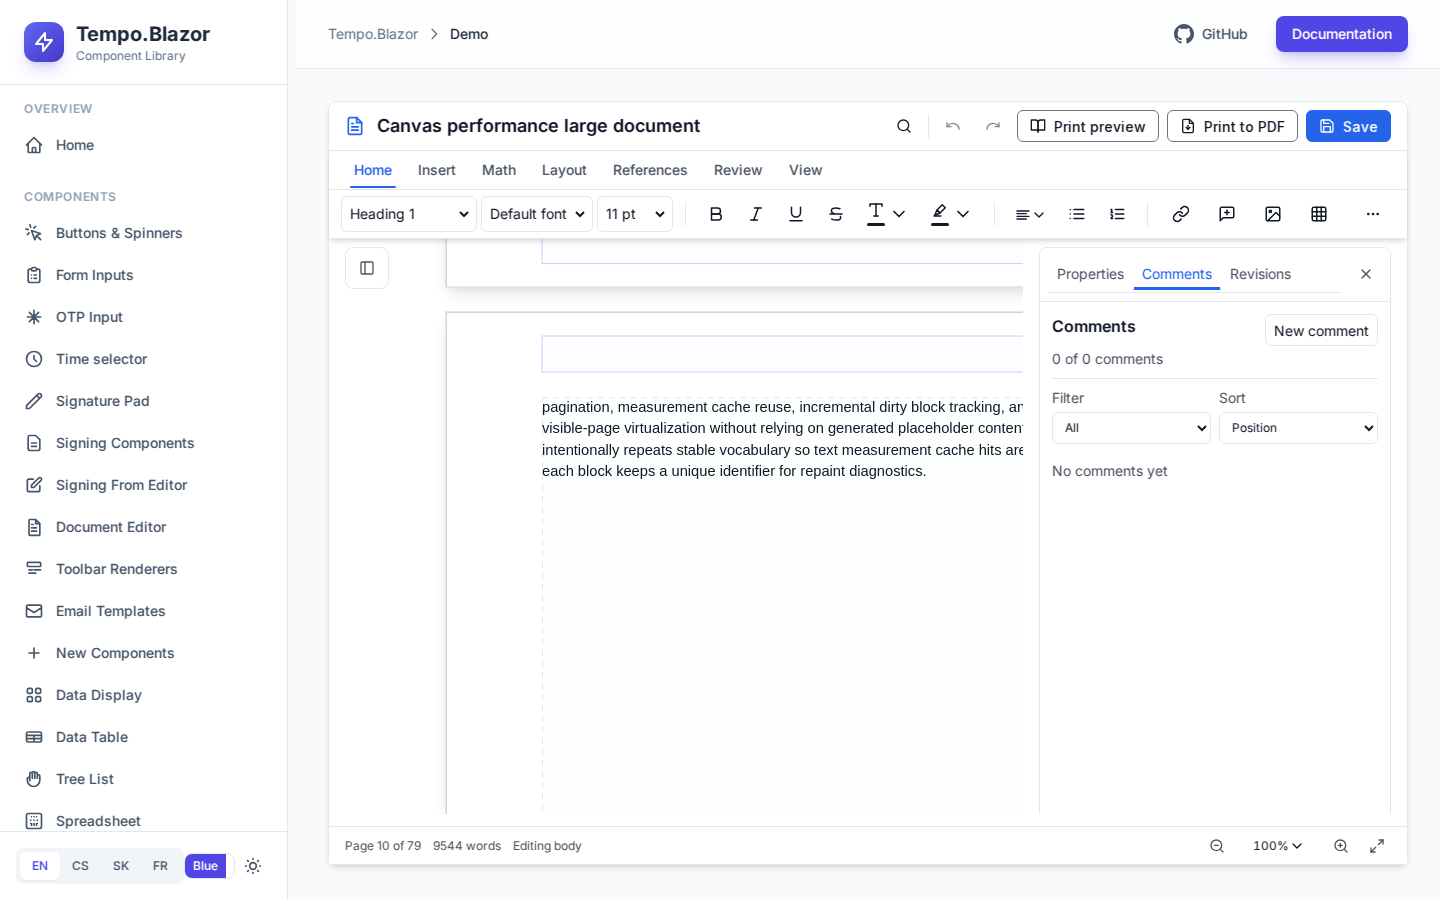 Tempo.Blazor
Component Library
OVERVIEW
Home
COMPONENTS
Buttons & Spinners
Form Inputs
OTP Input
Time selector
Signature Pad
Signing Components
Signing From Editor
Document Editor
Toolbar Renderers
Email Templates
New Components
Data Display
Data Table
Tree List
Spreadsheet
EN CS SK FR Blue
Tempo.Blazor > Demo
GitHub
Documentation
Canvas performance large document
Print preview
Print to PDF
Save
Home Insert Math Layout References Review View
Heading 1 Default font 11 pt
pagination, measurement cache reuse, incremental dirty block tracking, an
visible-page virtualization without relying on generated placeholder conten
intentionally repeats stable vocabulary so text measurement cache hits are
each block keeps a unique identifier for repaint diagnostics.
Properties Comments Revisions
Comments
New comment
0 of 0 comments
Filter Sort
All Position
No comments yet
Page 10 of 79 9544 words Editing body
100%